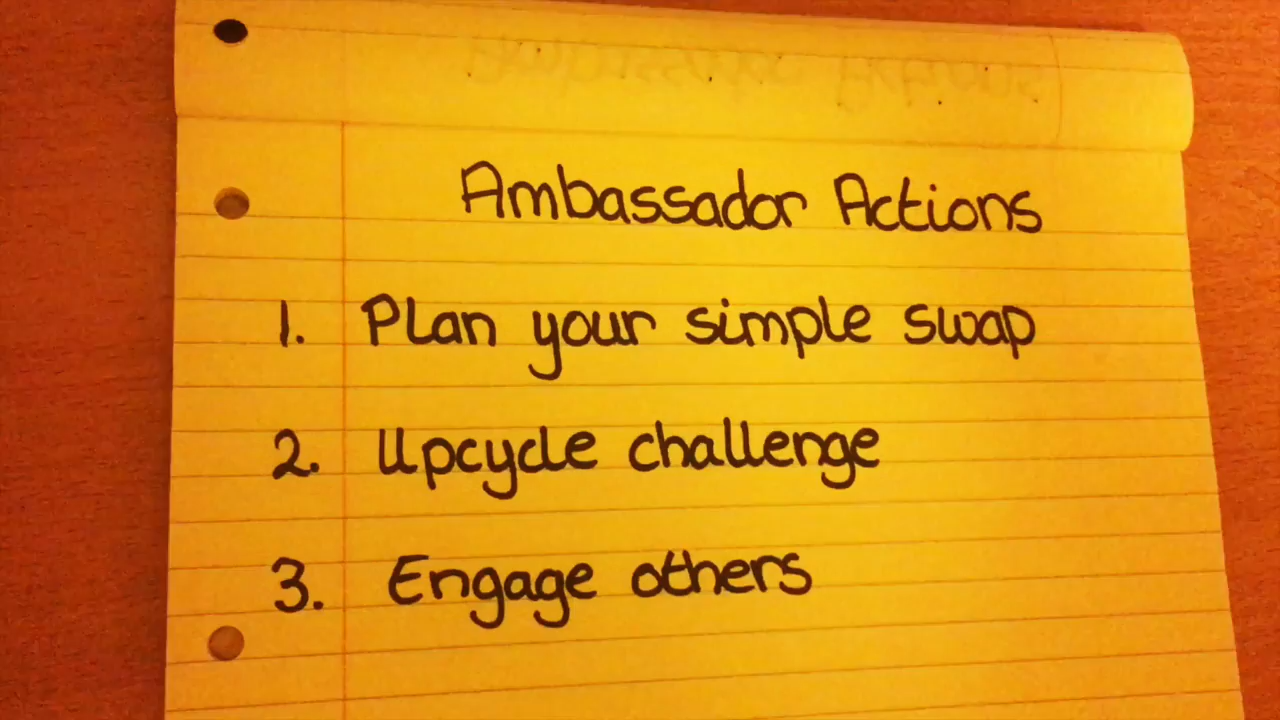 Ambassador Actions
1. Plan your simple swap
2. Upcycle challenge
3. Engage others